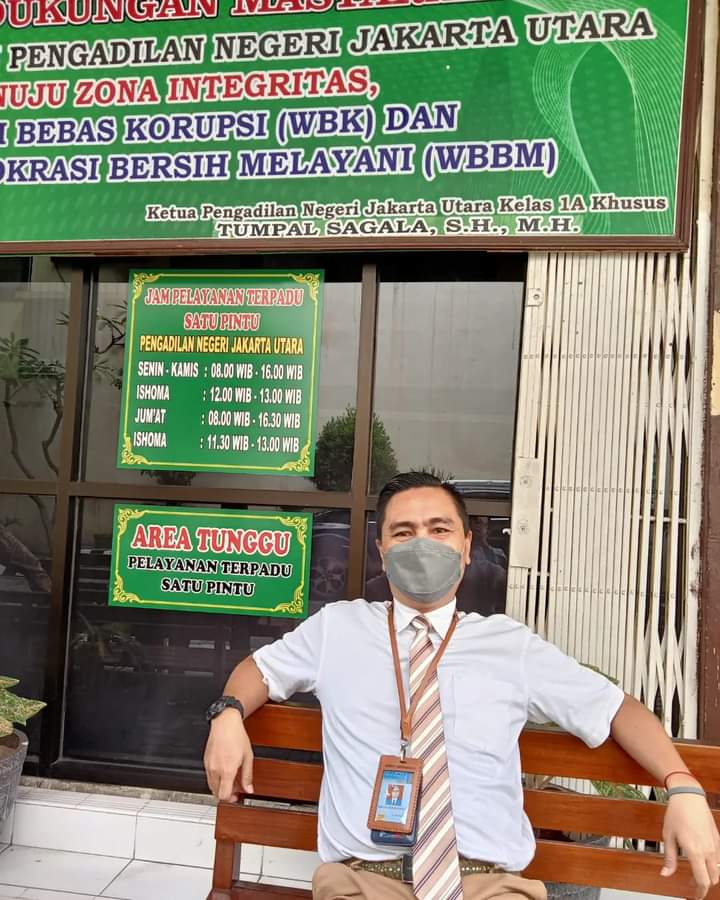 PENGADILAN NEGERI JAKARTA UTARA
ZONA INTEGRITAS,
BEBAS KORUPSI (WBK) DAN
BERSIH MELAYANI (WBBM)
Ketua Pengadilan Negeri Jakarta Utara Kelas 1A Khusus
TUMPAL SAGALA, S.H., M.H.
JAM PELAYANAN TERPADU
SATU PINTU
PENGADILAN NEGERI JAKARTA UTARA
SENIN - KAMIS : 08.00 WIB - 16.00 WIB
ISHOMA : 12.00 WIB - 13.00 WIB
JUM'AT : 08.00 WIB - 16.30 WIB
ISHOMA : 11.30 WIB - 13.00 WIB
AREA TUNGGU
PELAYANAN TERPADU
SATU PINTU